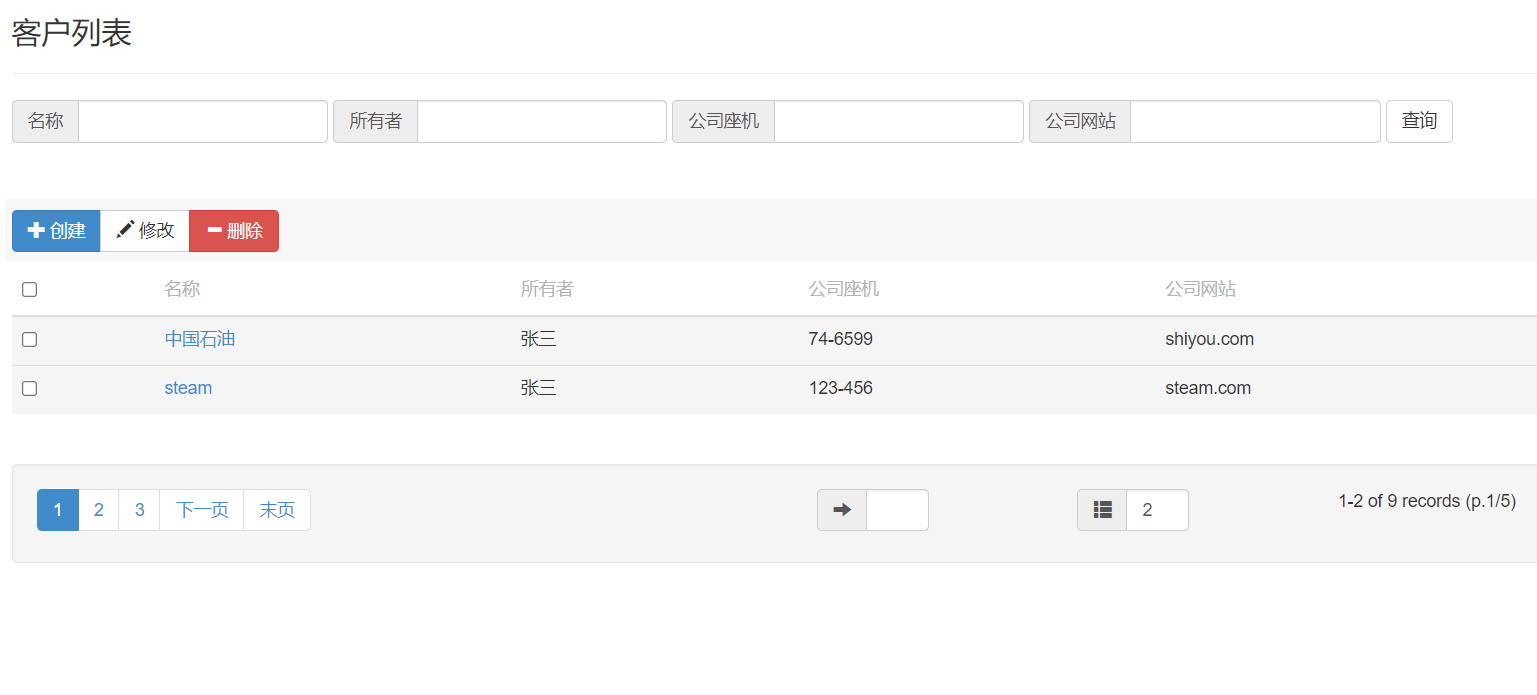 客户列表
名称 所有者 公司座机 公司网站 查询
创建 修改 删除
名称 所有者 公司座机 公司网站
中国石油 张三 74-6599 shiyou.com
steam 张三 123-456 steam.com
1 2 3 下一页 末页 2 1-2 of 9 records (p.1/5)